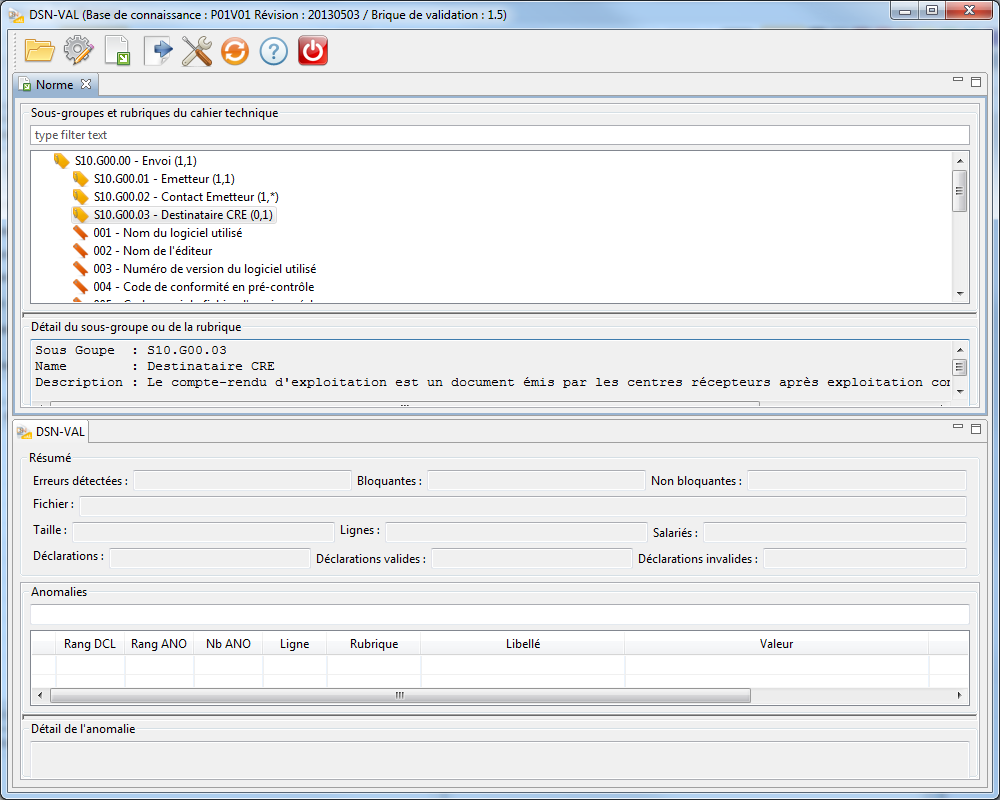 DSN-VAL (Base de connaissance : P01V01 Révision : 20130503 / Brique de validation : 1.5)
Norme
Sous-groupes et rubriques du cahier technique
type filter text
S10.G00.00 - Envoi (1,1)
S10.G00.01 - Emetteur (1,1)
S10.G00.02 - Contact Emetteur (1,*)
S10.G00.03 - Destinataire CRE (0,1)
001 - Nom du logiciel utilisé
002 - Nom de l'éditeur
003 - Numéro de version du logiciel utilisé
004 - Code de conformité en pré-contrôle
Détail du sous-groupe ou de la rubrique
Sous Goupe : S10.G00.03
Name : Destinataire CRE
Description : Le compte-rendu d'exploitation est un document émis par les centres récepteurs après exploitation cor
DSN-VAL
Résumé
Erreurs détectées : Bloquantes : Non bloquantes :
Fichier :
Taille : Lignes : Salariés :
Déclarations : Déclarations valides : Déclarations invalides :
Anomalies
Rang DCL Rang ANO Nb ANO Ligne Rubrique Libellé Valeur
Détail de l'anomalie